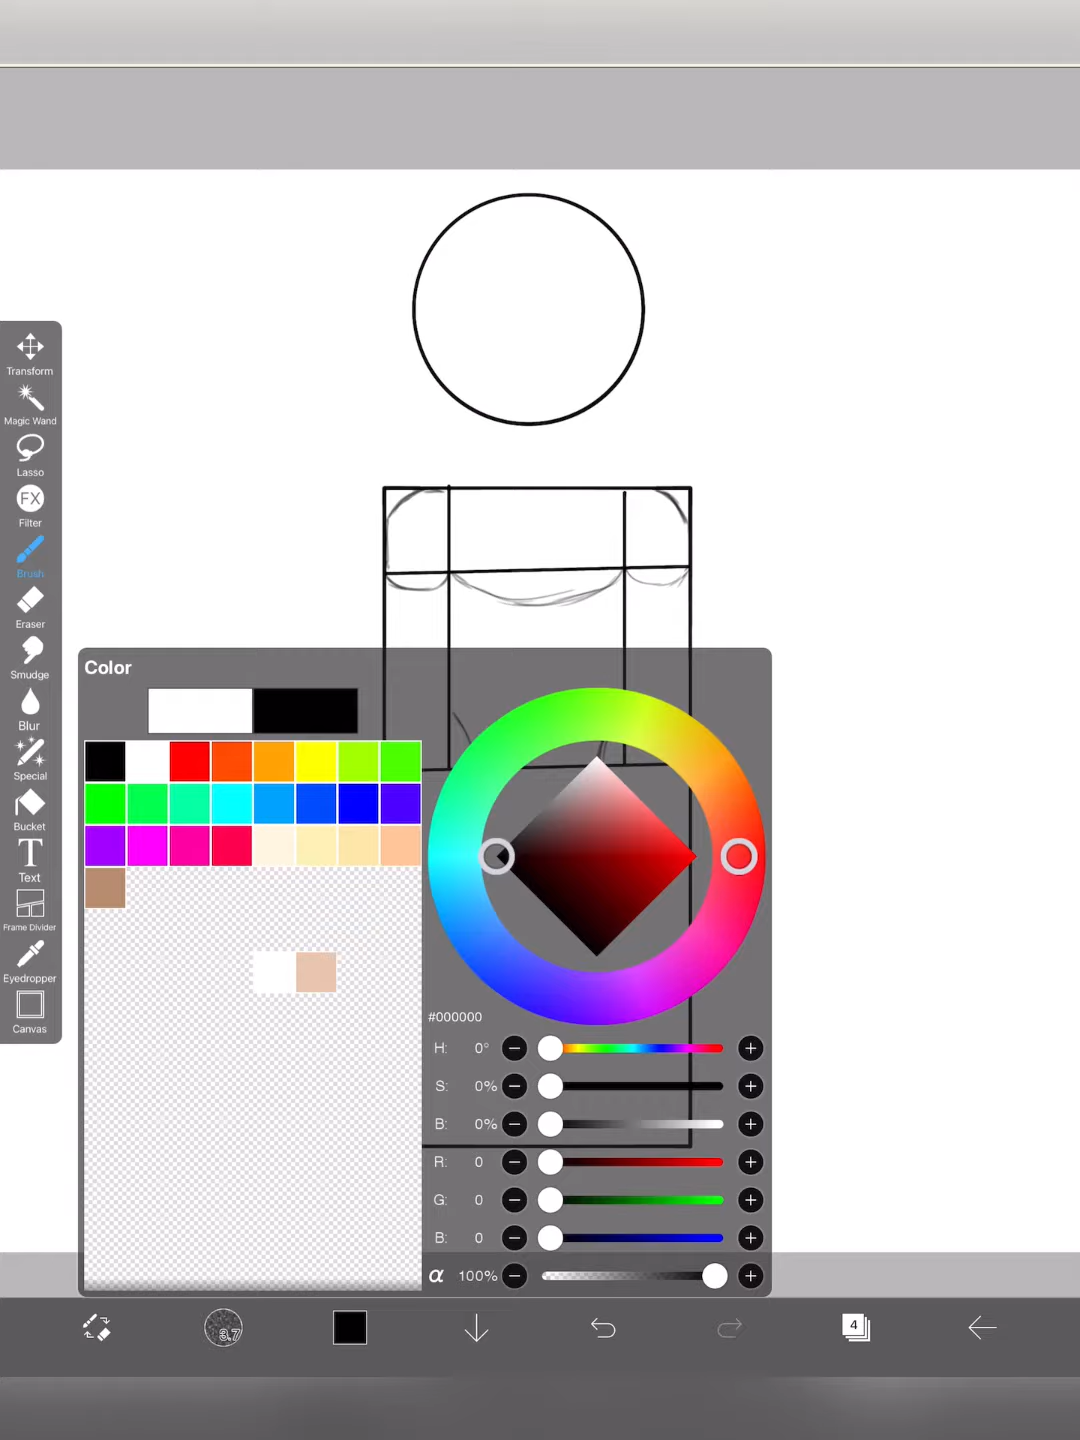 Transform
Magic Wand
Lasso
FX
Filter
Brush
Eraser
Smudge
Blur
Special
Bucket
T
Text
Frame Divider
Eyedropper
Canvas
Color
#000000
H: 0°
S: 0%
B: 0%
R: 0
G: 0
B: 0
α 100%
3.7
4